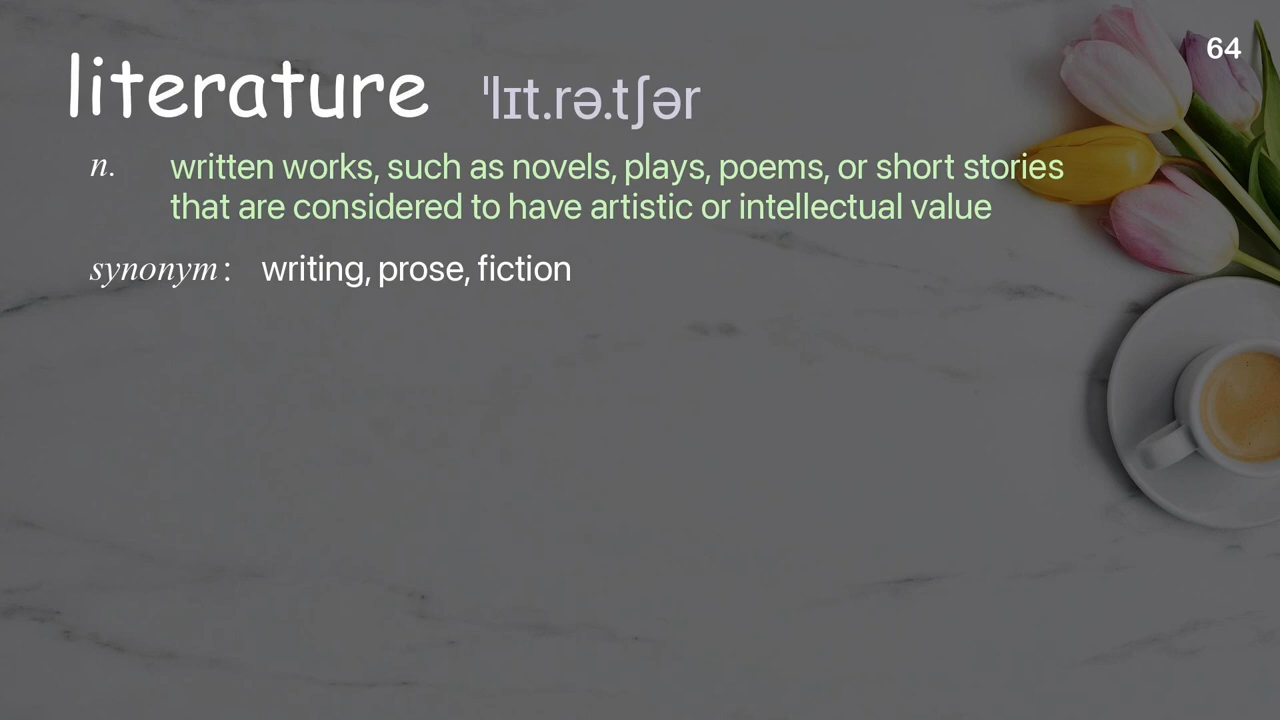 64
literature ˈlɪt.rə.tʃər
n. written works, such as novels, plays, poems, or short stories
that are considered to have artistic or intellectual value
synonym: writing, prose, fiction